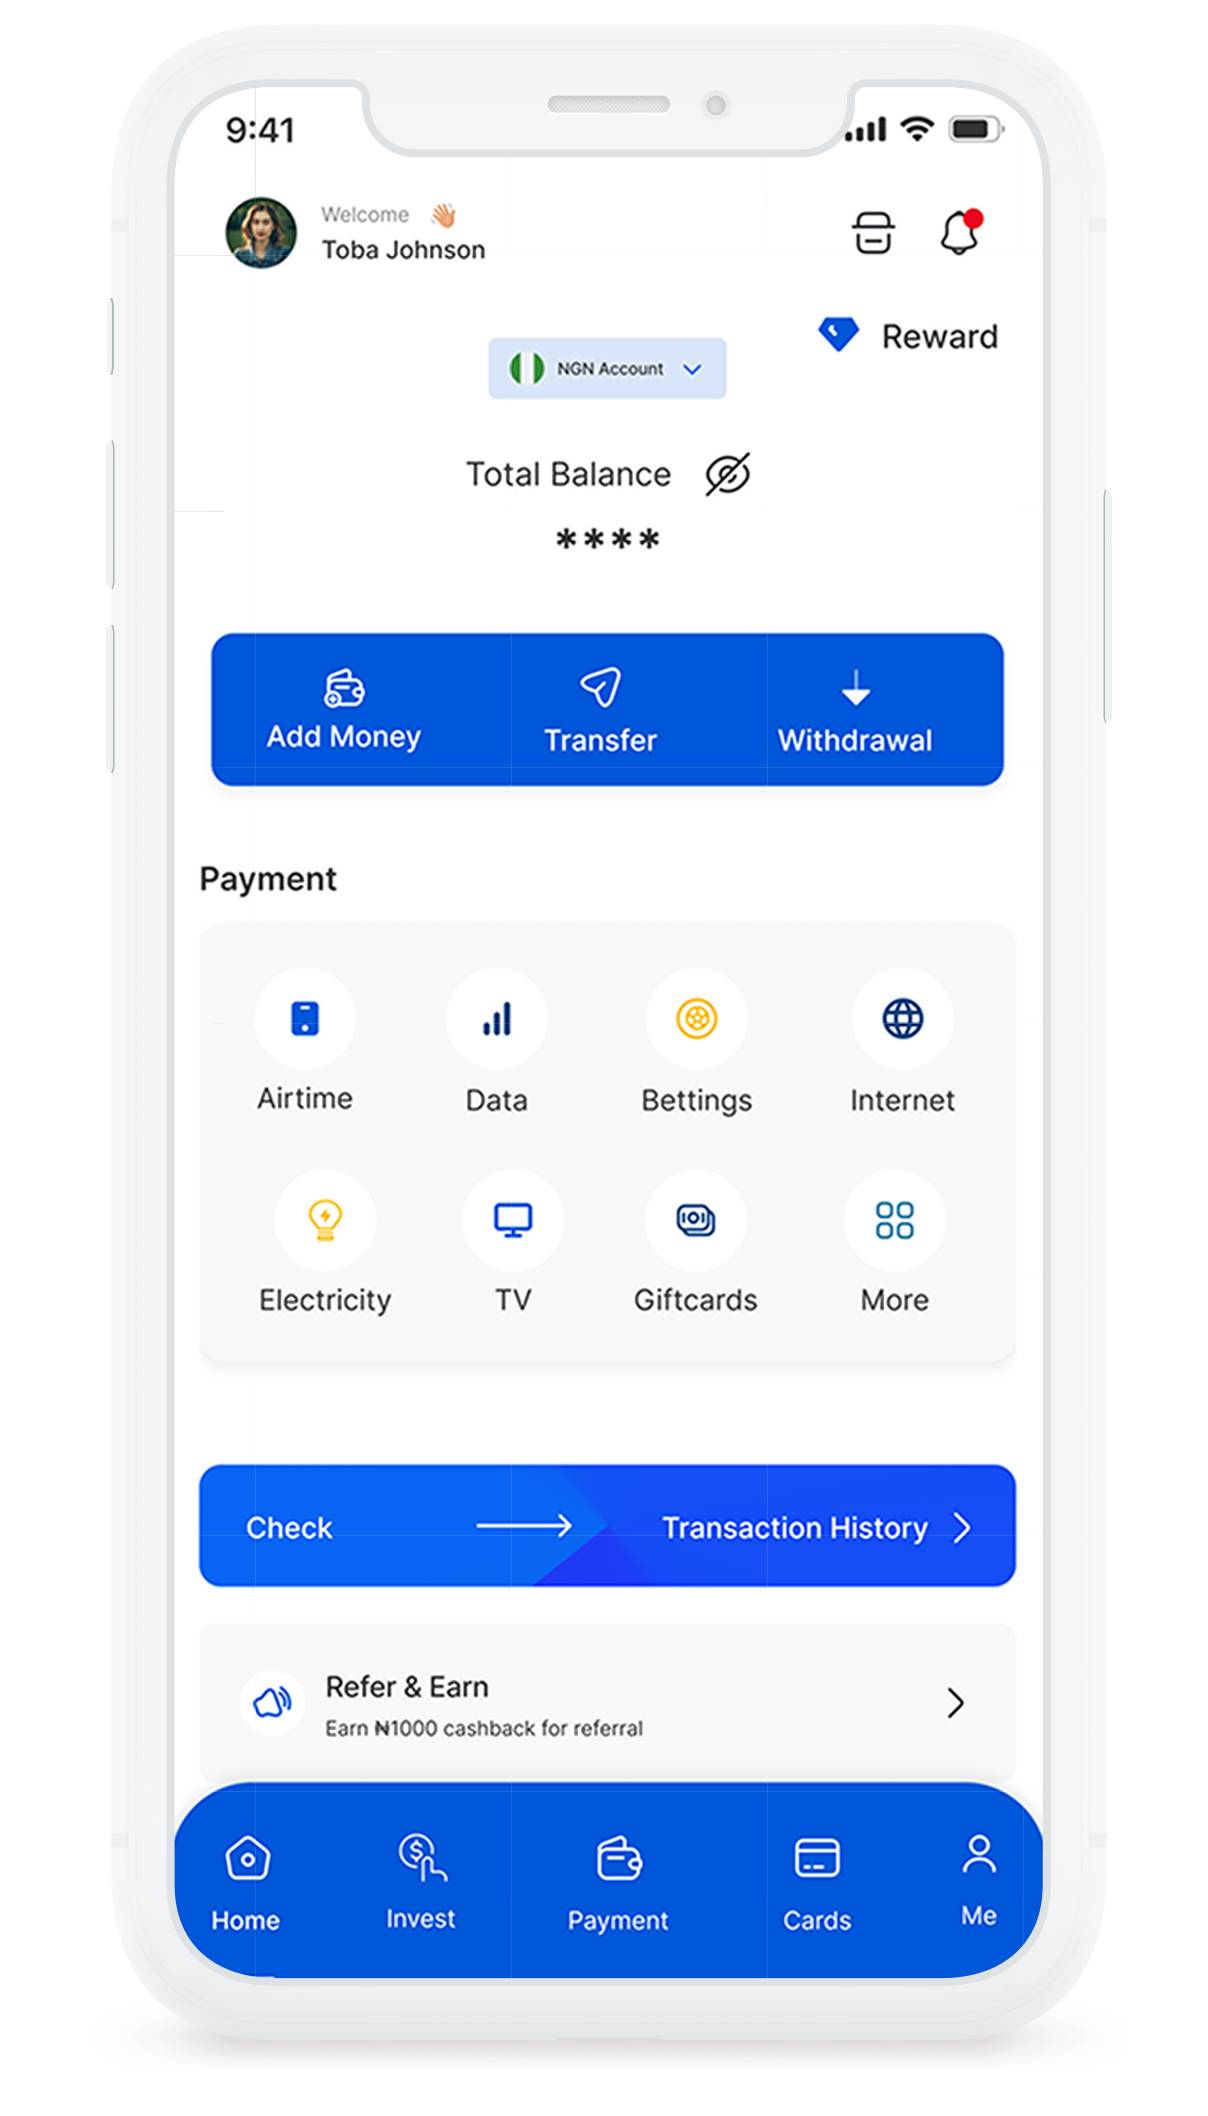 9:41
Welcome 👋
Toba Johnson
Reward
NGN Account
Total Balance
****
Add Money Transfer Withdrawal
Payment
Airtime Data Bettings Internet
Electricity TV Giftcards More
Check Transaction History
Refer & Earn
Earn ₦1000 cashback for referral
Home Invest Payment Cards Me